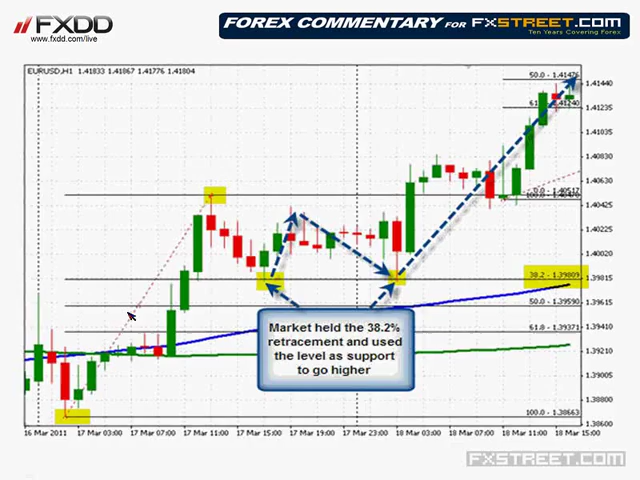 FXDD
www.fxdd.com/live
FOREX COMMENTARY FOR FXSTREET.COM
Ten Years Covering Forex
EURUSD,H1 1.41833 1.41867 1.41776 1.41804
50.0 - 1.41476
1.41440
1.41240
1.41235
1.41035
1.40830
1.40630
1.40517
1.40425
1.40220
1.40020
38.2 - 1.39809
1.39815
50.0 - 1.39590
1.39615
61.8 - 1.39371
1.39410
1.39210
1.39005
1.38805
100.0 - 1.38663
1.38600
Market held the 38.2%
retracement and used
the level as support
to go higher
16 Mar 2011
17 Mar 03:00
17 Mar 07:00
17 Mar 11:00
17 Mar 15:00
17 Mar 19:00
17 Mar 23:00
18 Mar 03:00
18 Mar 07:00
18 Mar 11:00
18 Mar 15:00
FXSTREET.COM